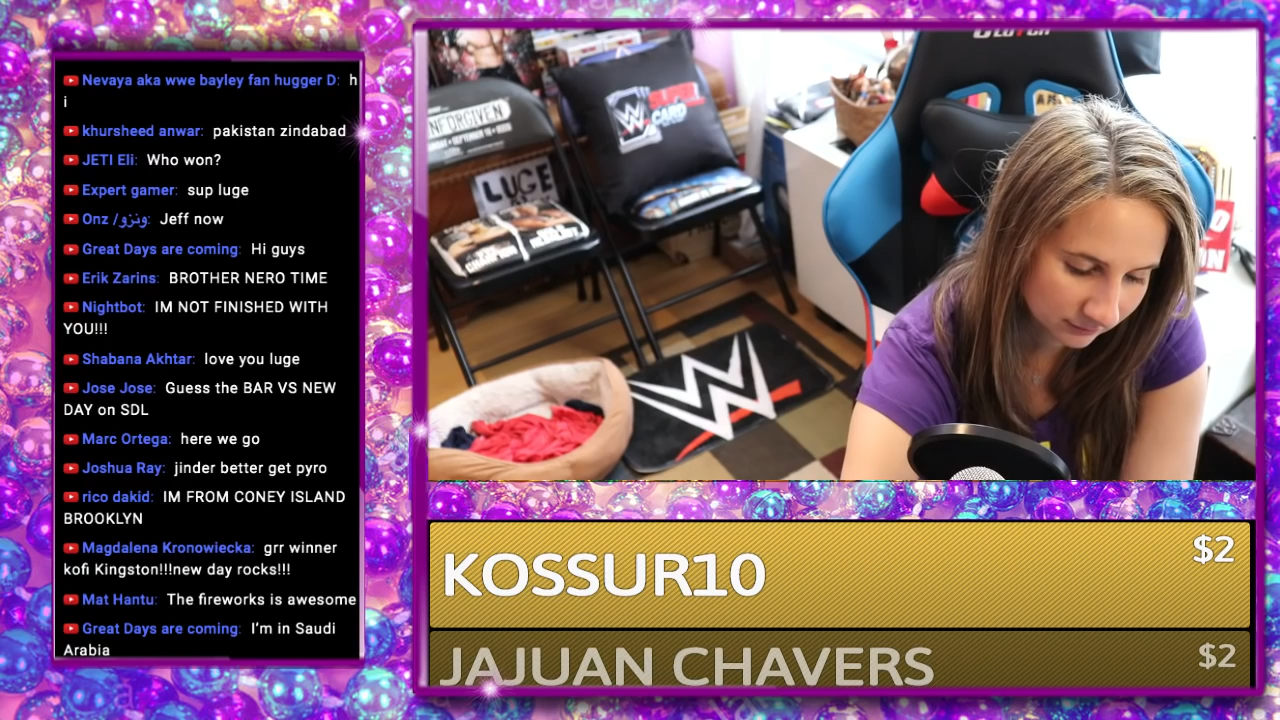 Nevaya aka wwe bayley fan hugger D: h
i
khursheed anwar: pakistan zindabad
JETI Eli: Who won?
Expert gamer: sup luge
Onz / ونزو: Jeff now
Great Days are coming: Hi guys
Erik Zarins: BROTHER NERO TIME
Nightbot: IM NOT FINISHED WITH
YOU!!!
Shabana Akhtar: love you luge
Jose Jose: Guess the BAR VS NEW
DAY on SDL
Marc Ortega: here we go
Joshua Ray: jinder better get pyro
rico dakid: IM FROM CONEY ISLAND
BROOKLYN
Magdalena Kronowiecka: grr winner
kofi Kingston!!!new day rocks!!!
Mat Hantu: The fireworks is awesome
Great Days are coming: I'm in Saudi
Arabia
UNFORGIVEN
LUGE
W
SUPER
CARD
CLUTCH
W
KOSSUR10
$2
JAJUAN CHAVERS
$2